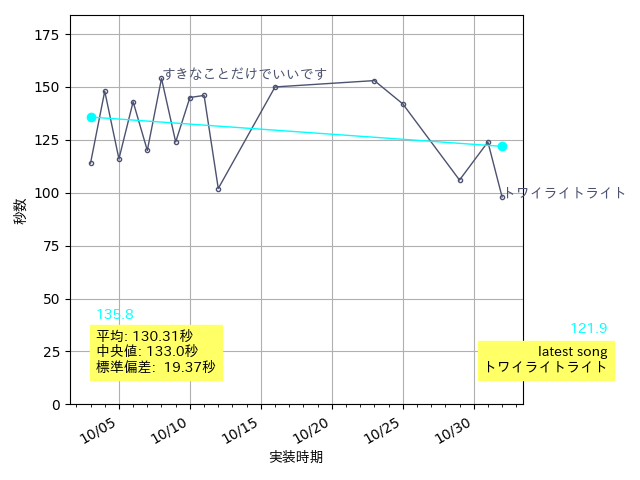 175
150
125
100
75
50
25
0
秒数
すきなことだけでいいです
トワイライトライト
135.8
平均: 130.31秒
中央値: 133.0秒
標準偏差:  19.37秒
121.9
latest song
トワイライトライト
10/05
10/10
10/15
10/20
10/25
10/30
実装時期